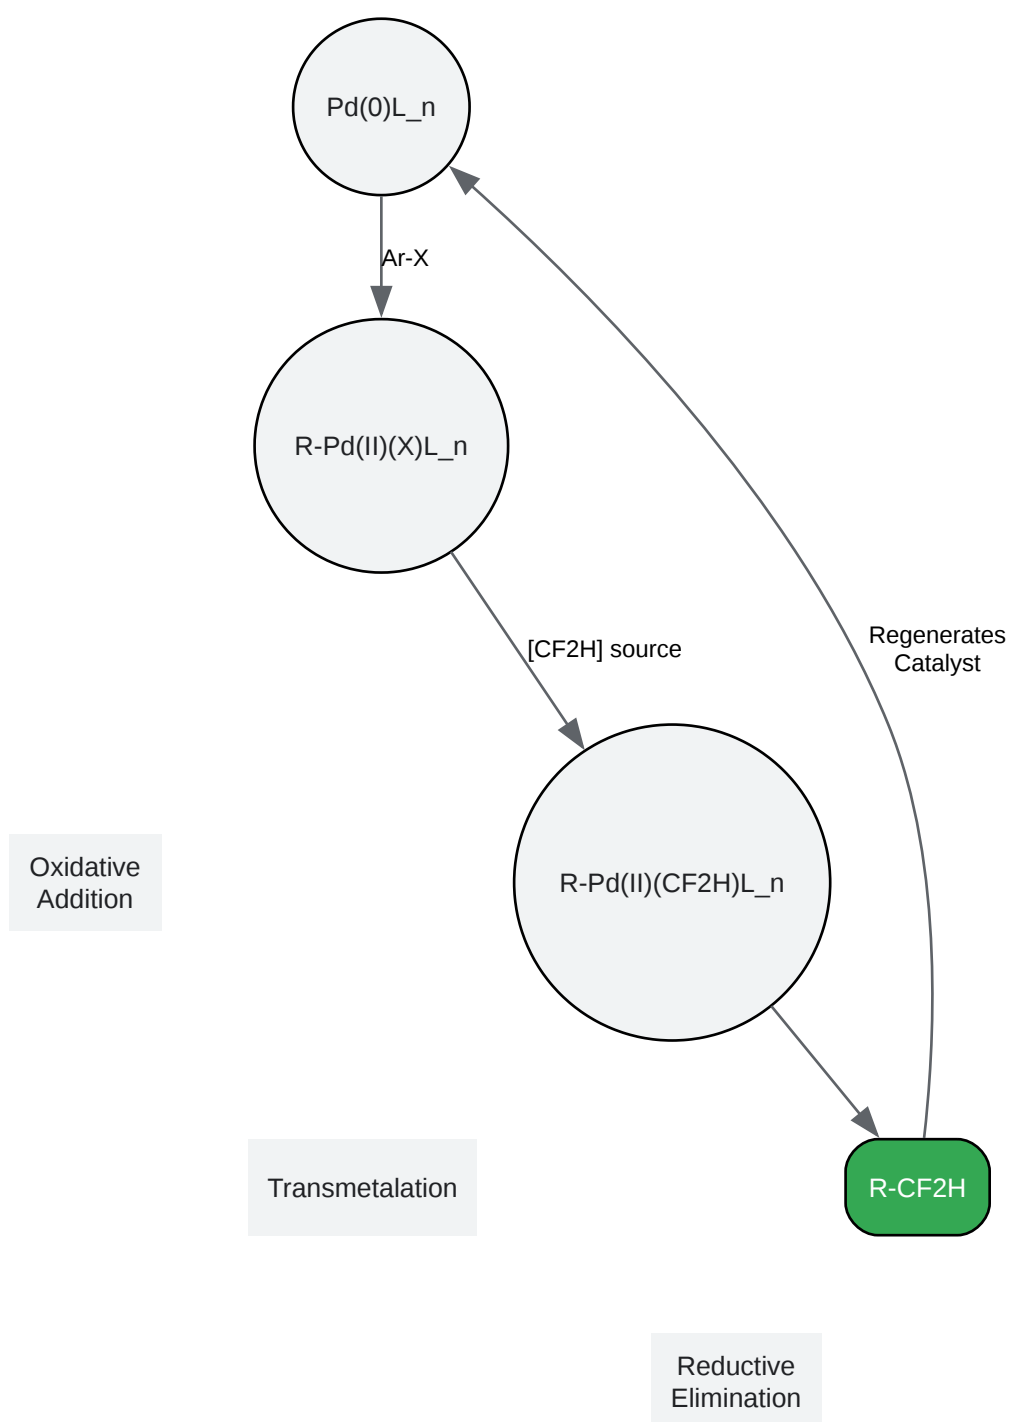 Pd(0)L_n
Ar-X
R-Pd(II)(X)L_n
Regenerates
Catalyst
[CF2H] source
Oxidative
Addition
R-Pd(II)(CF2H)L_n
Transmetalation
R-CF2H
Reductive
Elimination